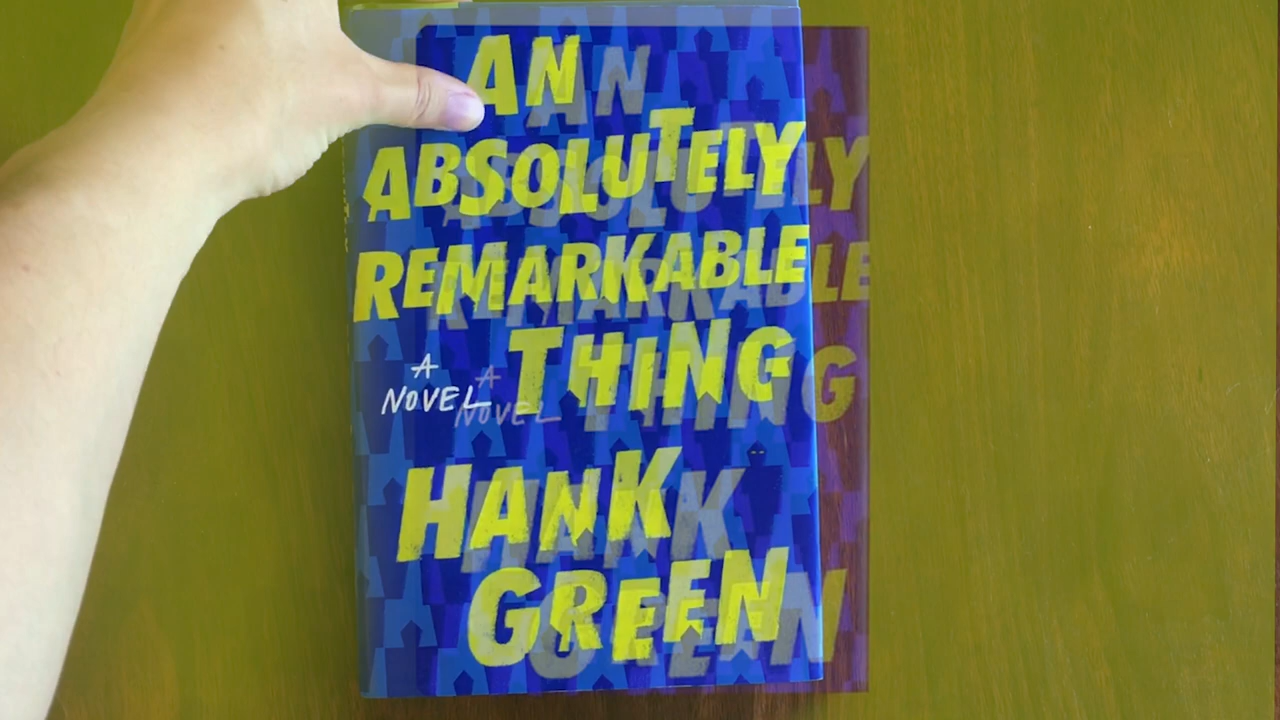 AN
ABSOLUTELY
REMARKABLE
THING
A
NOVEL
HANK
GREEN